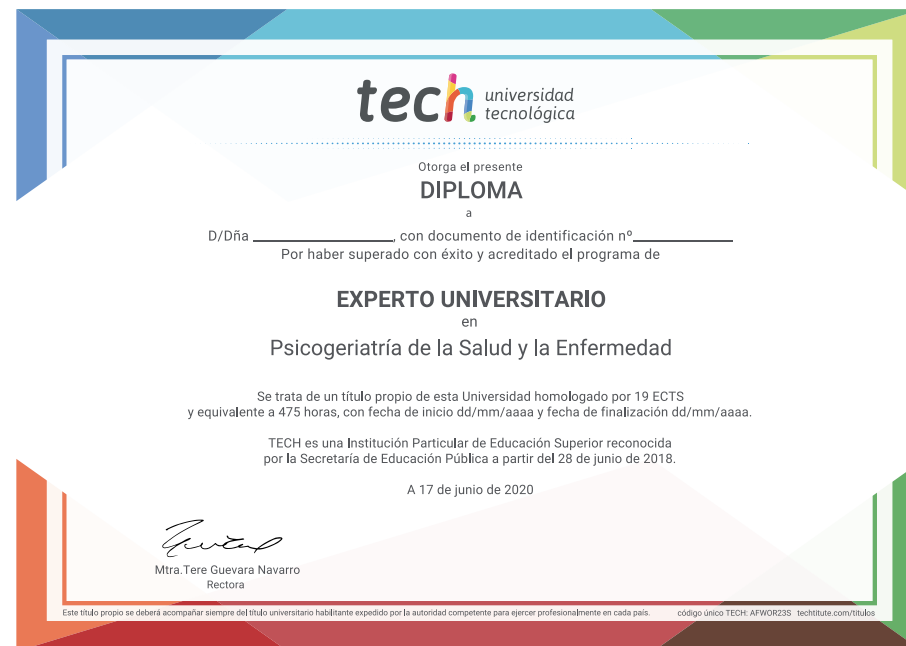 tech universidad
tecnológica
Otorga el presente
DIPLOMA
a
D/Dña ____________________, con documento de identificación nº______________
Por haber superado con éxito y acreditado el programa de
EXPERTO UNIVERSITARIO
en
Psicogeriatría de la Salud y la Enfermedad
Se trata de un título propio de esta Universidad homologado por 19 ECTS
y equivalente a 475 horas, con fecha de inicio dd/mm/aaaa y fecha de finalización dd/mm/aaaa.
TECH es una Institución Particular de Educación Superior reconocida
por la Secretaría de Educación Pública a partir del 28 de junio de 2018.
A 17 de junio de 2020
Mtra.Tere Guevara Navarro
Rectora
Este título propio se deberá acompañar siempre del título universitario habilitante expedido por la autoridad competente para ejercer profesionalmente en cada país. código único TECH: AFWOR23S techtitute.com/titulos